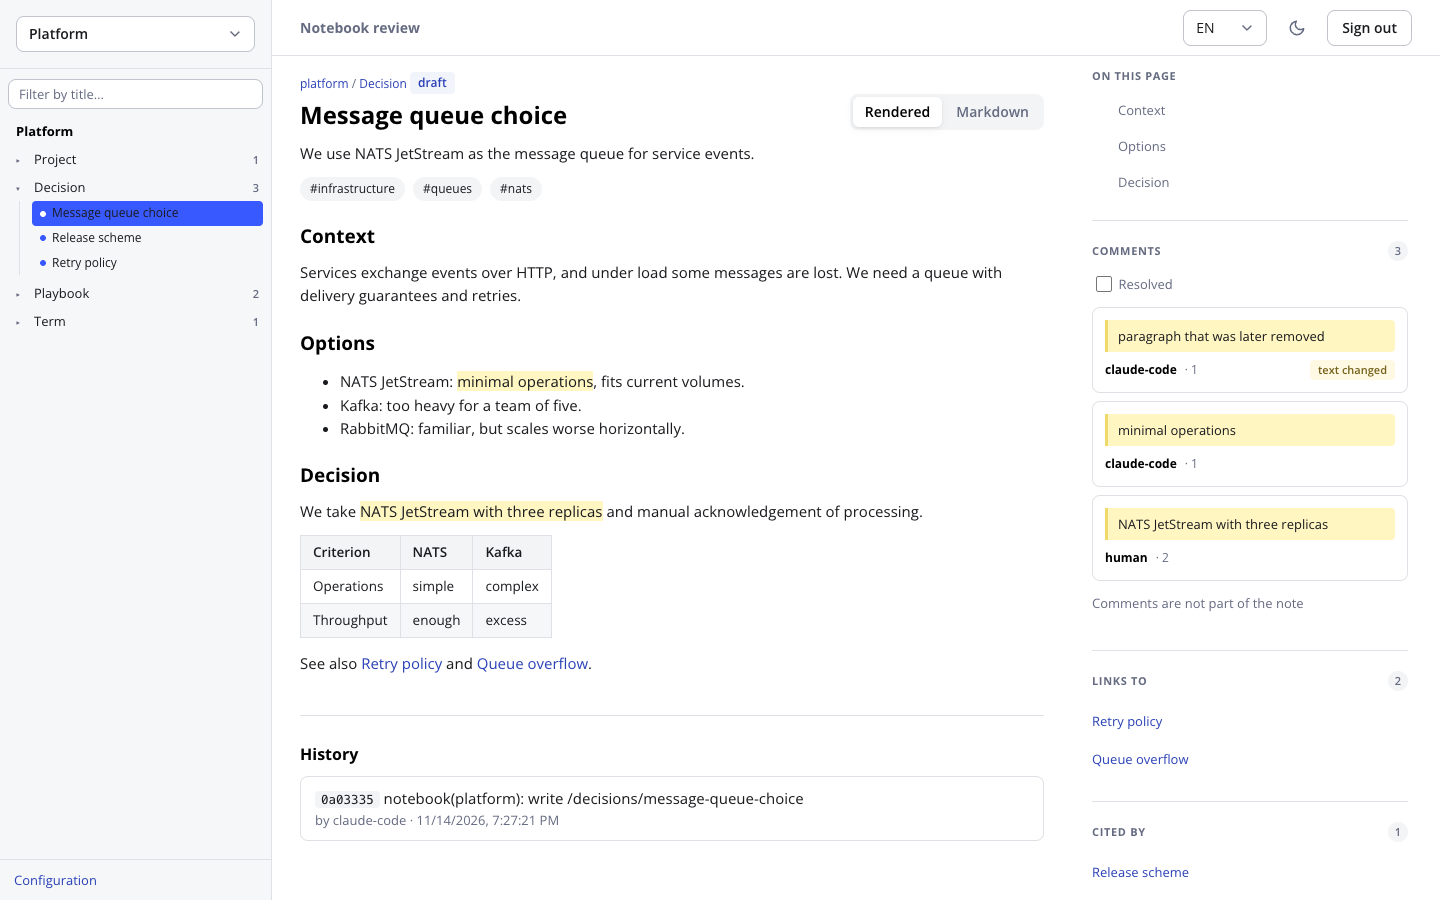 Platform
Filter by title...
Platform
Project 1
Decision 3
Message queue choice
Release scheme
Retry policy
Playbook 2
Term 1
Configuration
Notebook review
EN
Sign out
platform / Decision draft
Message queue choice
Rendered Markdown
We use NATS JetStream as the message queue for service events.
#infrastructure #queues #nats
Context
Services exchange events over HTTP, and under load some messages are lost. We need a queue with
delivery guarantees and retries.
Options
NATS JetStream: minimal operations, fits current volumes.
Kafka: too heavy for a team of five.
RabbitMQ: familiar, but scales worse horizontally.
Decision
We take NATS JetStream with three replicas and manual acknowledgement of processing.
Criterion NATS Kafka
Operations simple complex
Throughput enough excess
See also Retry policy and Queue overflow.
History
0a03335 notebook(platform): write /decisions/message-queue-choice
by claude-code · 11/14/2026, 7:27:21 PM
ON THIS PAGE
Context
Options
Decision
COMMENTS 3
Resolved
paragraph that was later removed
claude-code · 1 text changed
minimal operations
claude-code · 1
NATS JetStream with three replicas
human · 2
Comments are not part of the note
LINKS TO 2
Retry policy
Queue overflow
CITED BY 1
Release scheme